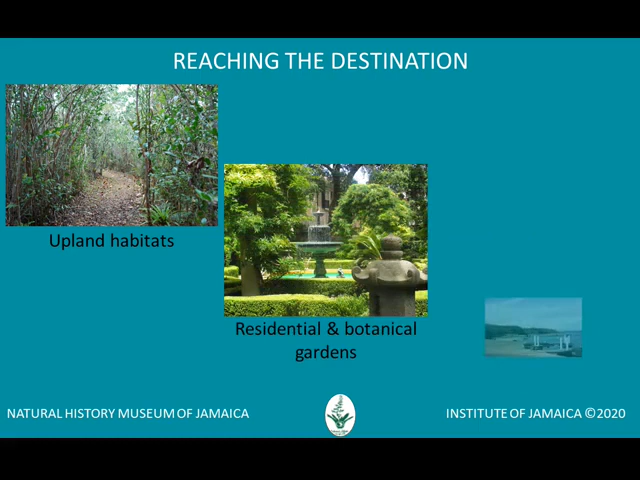 REACHING THE DESTINATION
Upland habitats
Residential & botanical
gardens
NATURAL HISTORY MUSEUM OF JAMAICA
INSTITUTE OF JAMAICA ©2020